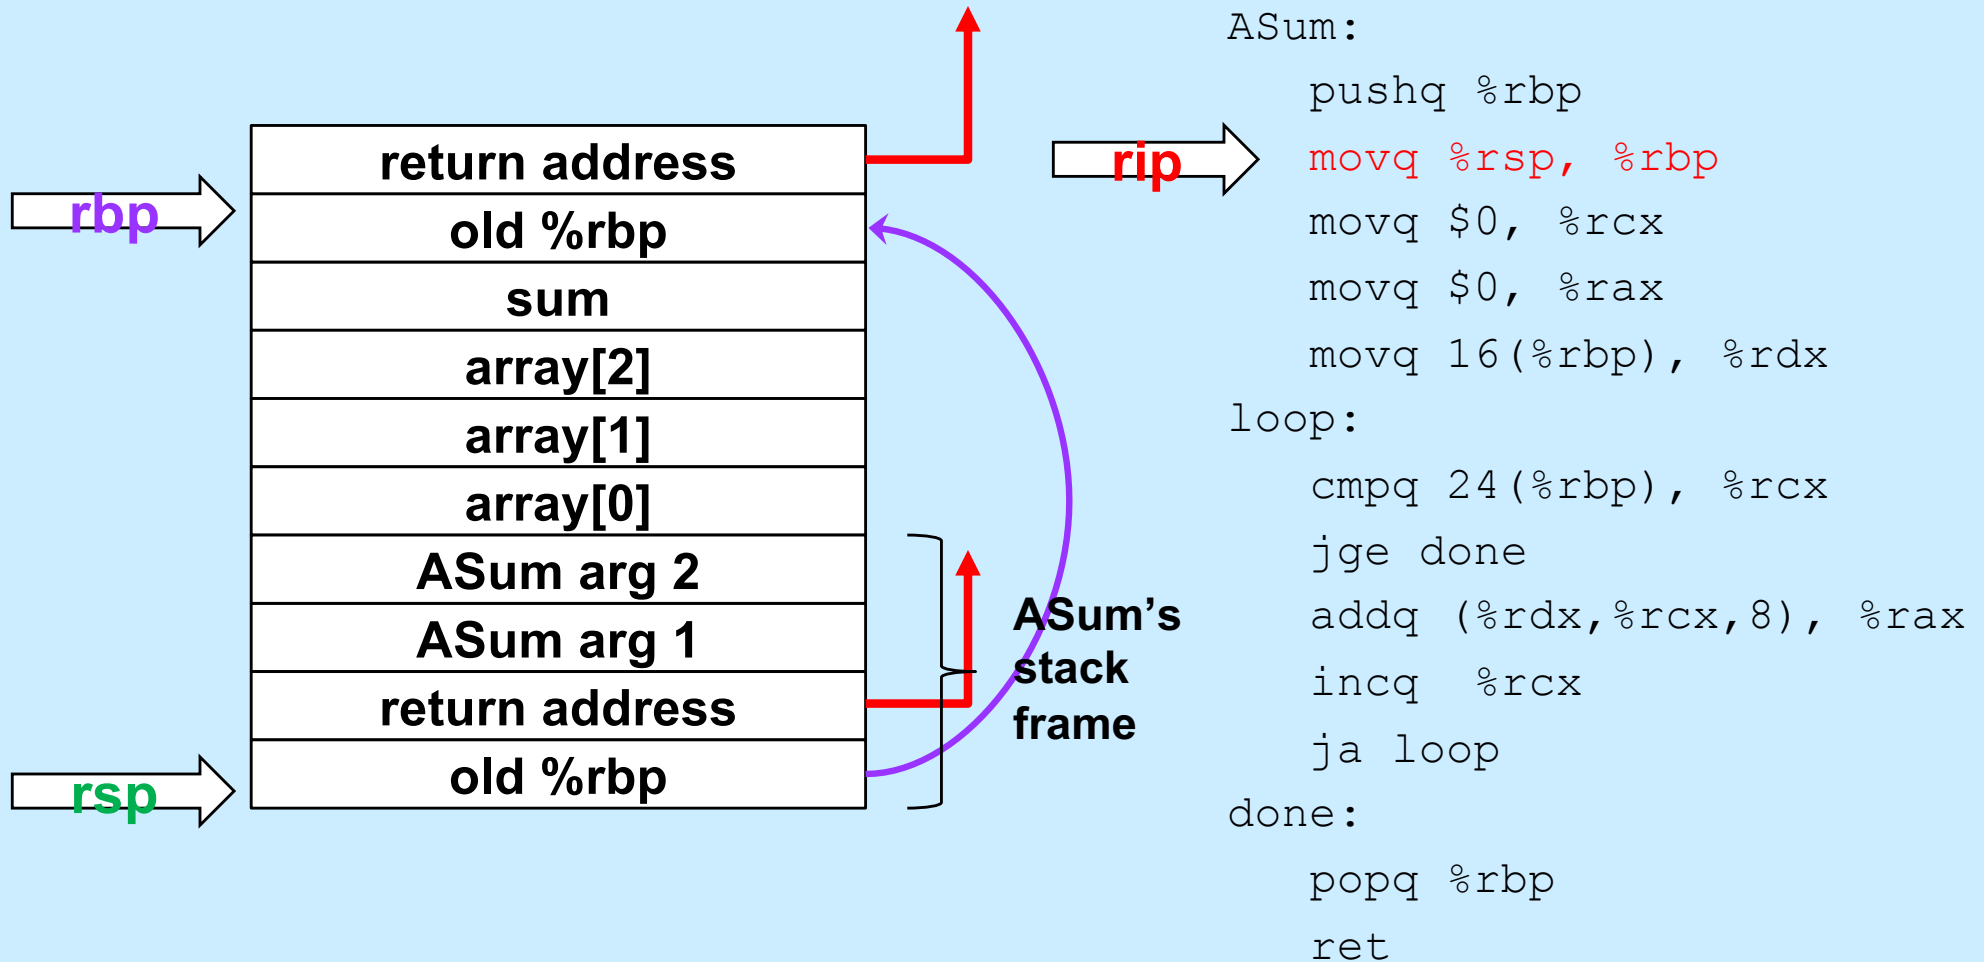 return address
old %rbp
sum
array[2]
array[1]
array[0]
ASum arg 2
ASum arg 1
return address
old %rbp
rbp
rsp
ASum’s
stack
frame
rip
ASum:
pushq %rbp
movq %rsp, %rbp
movq $0, %rcx
movq $0, %rax
movq 16(%rbp), %rdx
loop:
cmpq 24(%rbp), %rcx
jge done
addq (%rdx,%rcx,8), %rax
incq  %rcx
ja loop
done:
popq %rbp
ret